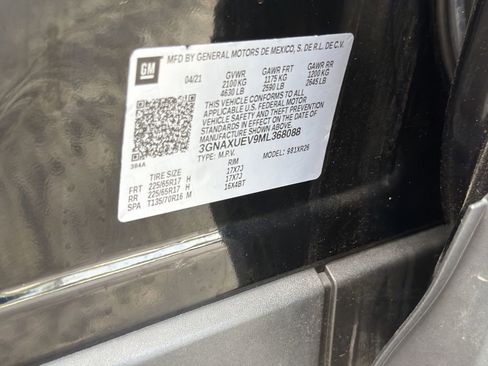 GM
MFD BY GENERAL MOTORS DE MEXICO, S. DE R.L. DE C.V.
04/21 GVWR GAWR FRT GAWR RR
2100 KG 1175 KG 1200 KG
4630 LB 2590 LB 2645 LB
THIS VEHICLE CONFORMS TO ALL
APPLICABLE U.S. FEDERAL MOTOR
VEHICLE SAFETY AND THEFT PREVENTION
STANDARDS IN EFFECT ON THE DATE OF
MANUFACTURE SHOWN ABOVE.
3GNAXUEV9ML368088
384A
TYPE: M.P.V. MODEL: 981XR26
TIRE SIZE RIM
FRT 225/65R17 H 17X7J
RR 225/65R17 H 17X7J
SPA T135/70R16 M 16X4BT